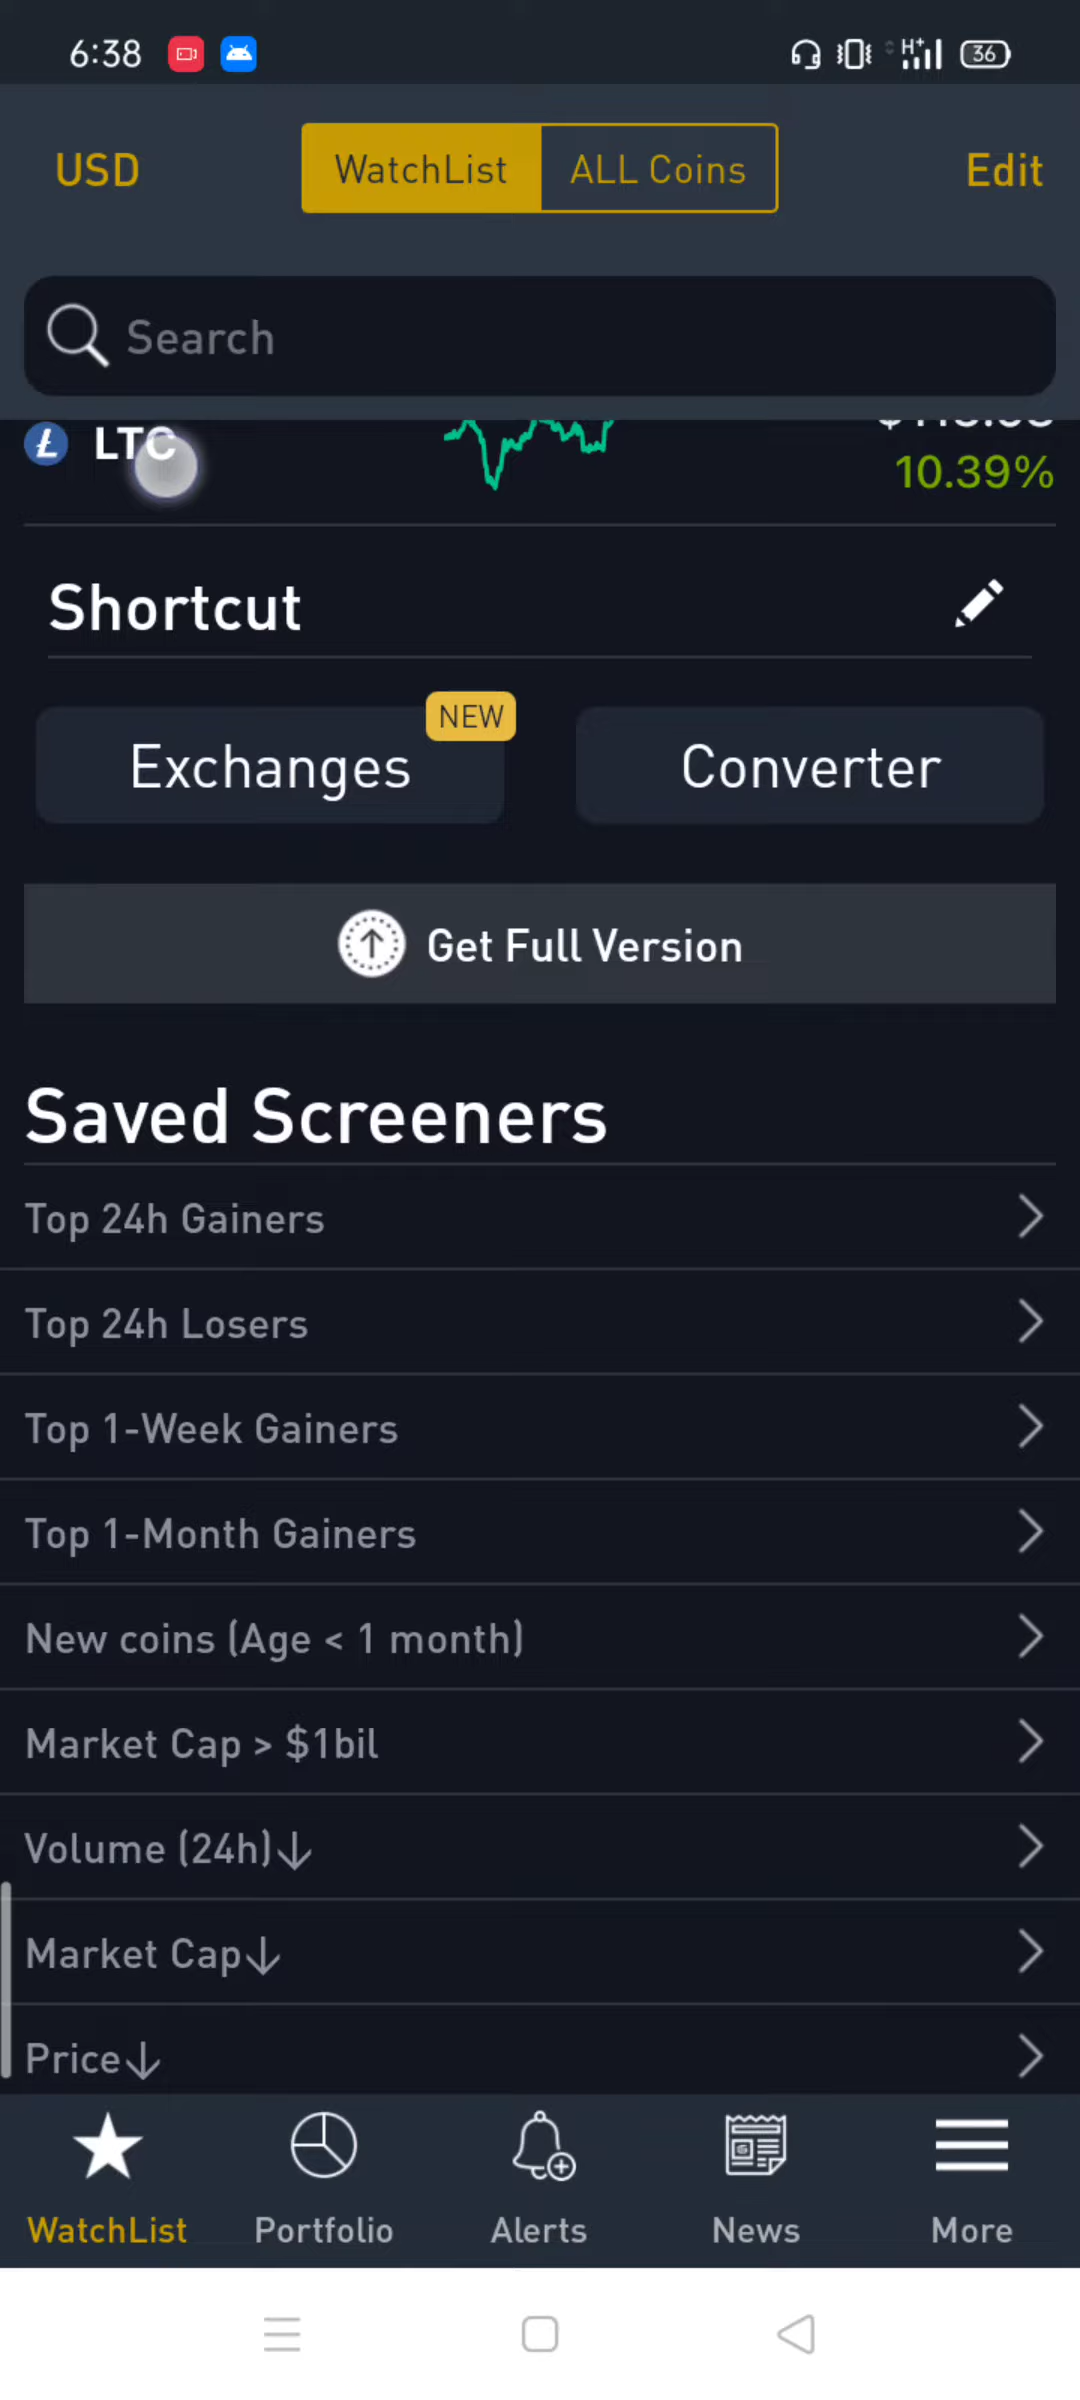 6:38
H+
36
USD
WatchList
ALL Coins
Edit
Search
LTC
10.39%
Shortcut
NEW
Exchanges
Converter
Get Full Version
Saved Screeners
Top 24h Gainers
Top 24h Losers
Top 1-Week Gainers
Top 1-Month Gainers
New coins (Age < 1 month)
Market Cap > $1bil
Volume (24h)↓
Market Cap↓
Price↓
WatchList
Portfolio
Alerts
News
More